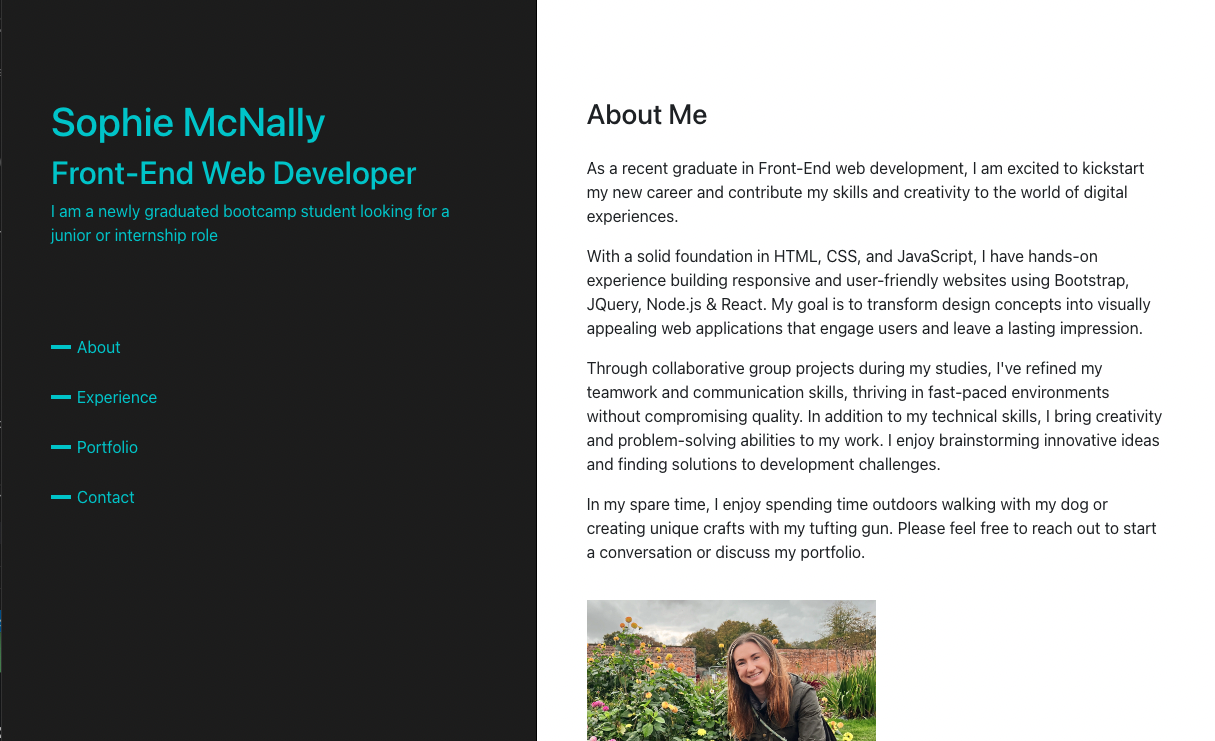 Sophie McNally
Front-End Web Developer
I am a newly graduated bootcamp student looking for a
junior or internship role
About
Experience
Portfolio
Contact
About Me
As a recent graduate in Front-End web development, I am excited to kickstart
my new career and contribute my skills and creativity to the world of digital
experiences.
With a solid foundation in HTML, CSS, and JavaScript, I have hands-on
experience building responsive and user-friendly websites using Bootstrap,
JQuery, Node.js & React. My goal is to transform design concepts into visually
appealing web applications that engage users and leave a lasting impression.
Through collaborative group projects during my studies, I've refined my
teamwork and communication skills, thriving in fast-paced environments
without compromising quality. In addition to my technical skills, I bring creativity
and problem-solving abilities to my work. I enjoy brainstorming innovative ideas
and finding solutions to development challenges.
In my spare time, I enjoy spending time outdoors walking with my dog or
creating unique crafts with my tufting gun. Please feel free to reach out to start
a conversation or discuss my portfolio.